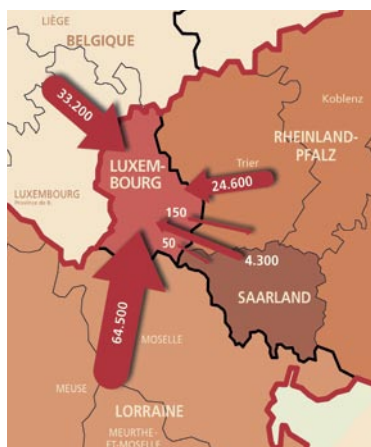 LIÈGE
BELGIQUE
33.200
Koblenz
RHEINLAND-
PFALZ
Trier
LUXEM-
BOURG
24.600
LUXEMBOURG
Province de B.
150
50
4.300
SAARLAND
64.500
MOSELLE
MEUSE
LORRAINE
MEURTHE-
ET-MOSELLE